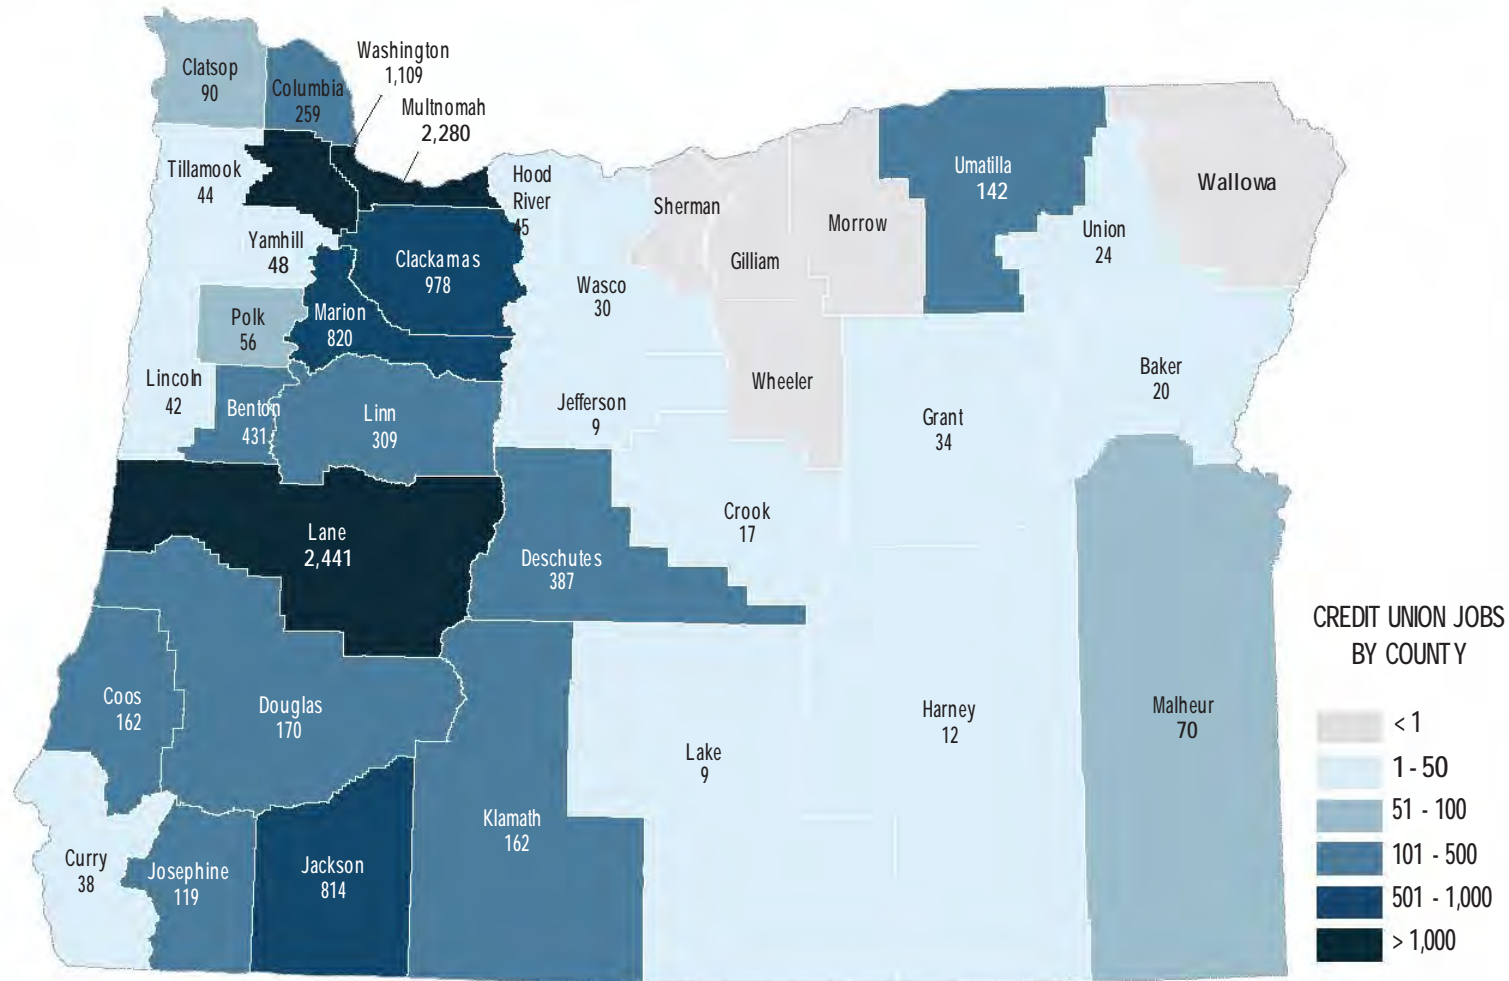 Clatsop
90
Columbia
259
Washington
1,109
Multnomah
2,280
Tillamook
44
Hood
River
45
Sherman
Gilliam
Morrow
Umatilla
142
Wallowa
Union
24
Yamhill
48
Clackamas
978
Wasco
30
Polk
56
Marion
820
Lincoln
42
Benton
431
Linn
309
Jefferson
9
Wheeler
Grant
34
Baker
20
Lane
2,441
Deschutes
387
Crook
17
Coos
162
Douglas
170
Klamath
162
Lake
9
Harney
12
Malheur
70
Curry
38
Josephine
119
Jackson
814
CREDIT UNION JOBS
BY COUNTY
< 1
1 - 50
51 - 100
101 - 500
501 - 1,000
> 1,000